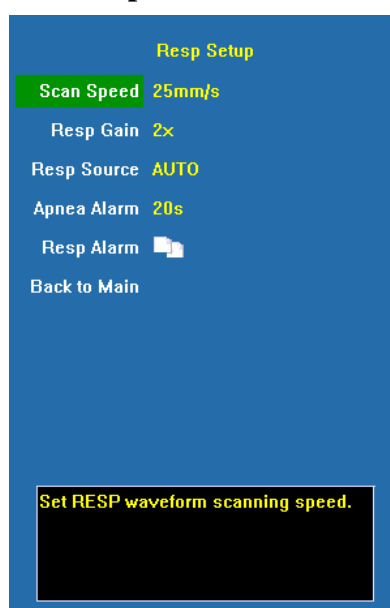 Resp Setup
Scan Speed 25mm/s
Resp Gain 2x
Resp Source AUTO
Apnea Alarm 20s
Resp Alarm
Back to Main
Set RESP waveform scanning speed.